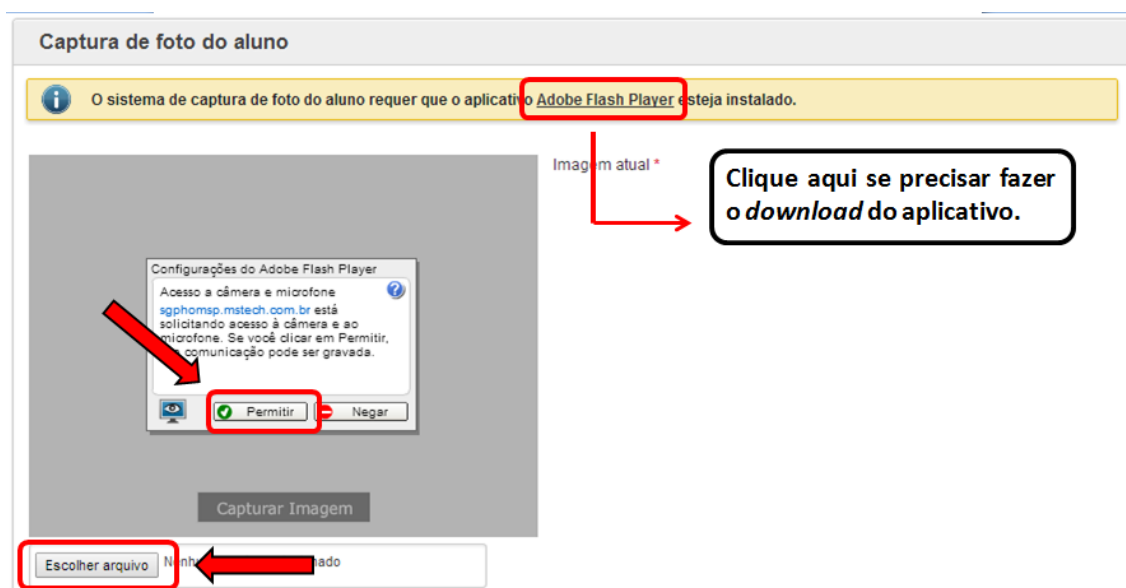 Captura de foto do aluno
O sistema de captura de foto do aluno requer que o aplicativo Adobe Flash Player esteja instalado.
Imagem atual *
Clique aqui se precisar fazer
o download do aplicativo.
Configurações do Adobe Flash Player
Acesso a câmera e microfone
sgphomsp.mstech.com.br está
solicitando acesso à câmera e ao
microfone. Se você clicar em Permitir,
comunicação pode ser gravada.
Permitir
Negar
Capturar Imagem
Escolher arquivo